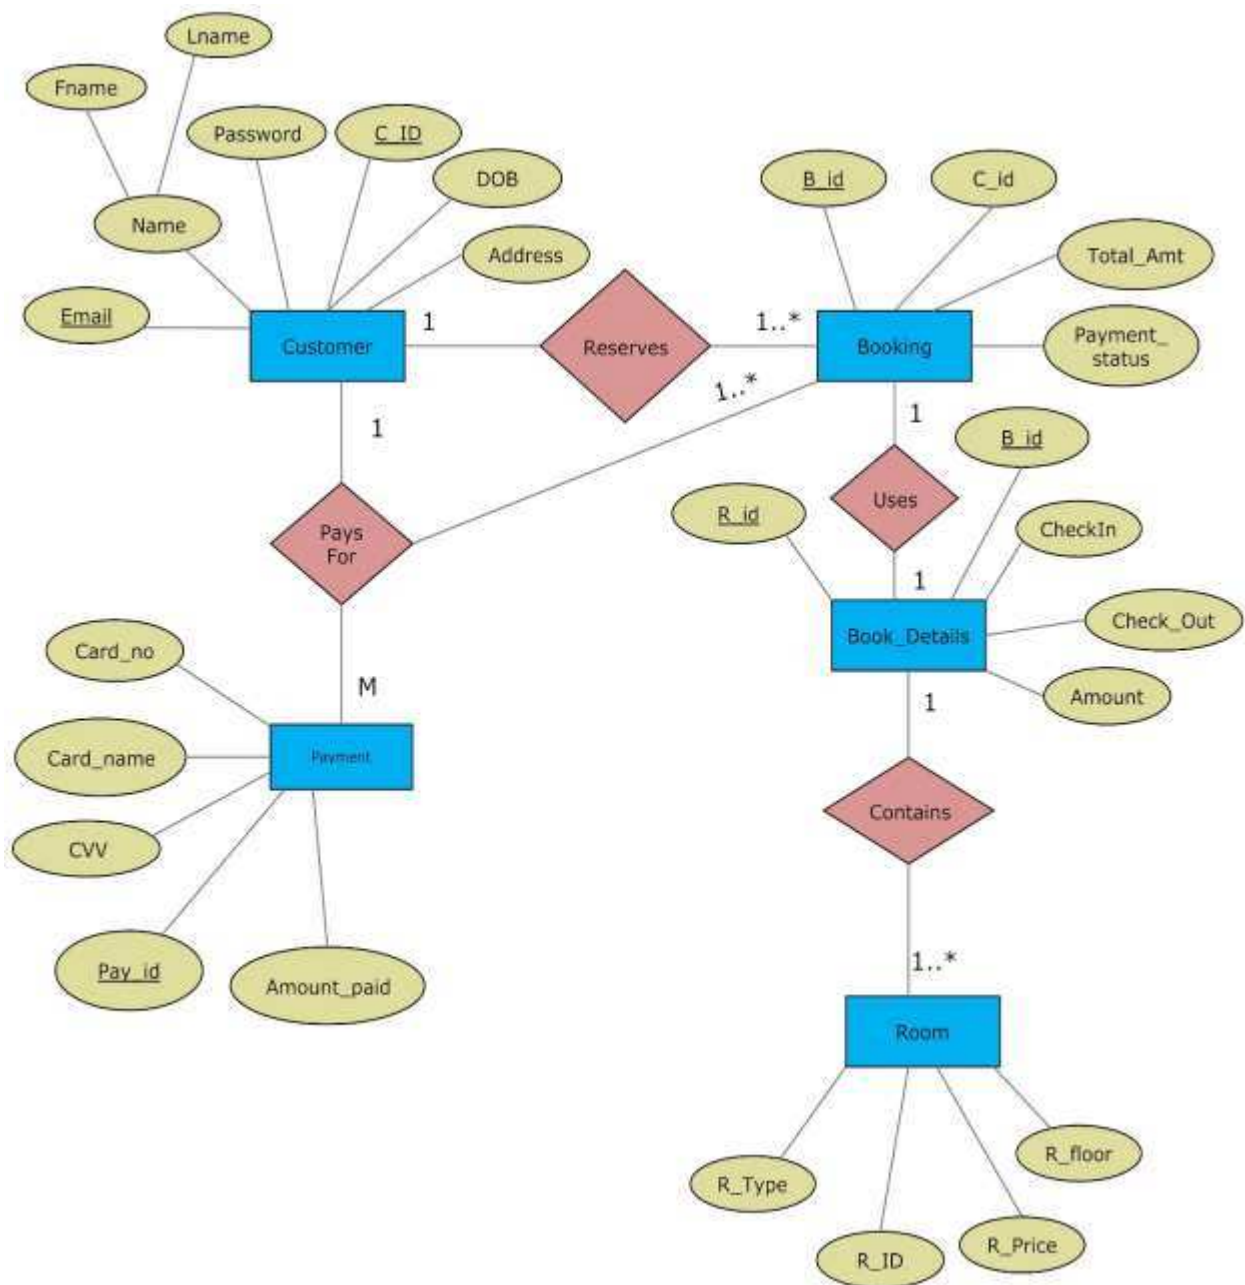 Lname
Fname
Password
C_ID
DOB
Name
Address
Email
Customer
1
Reserves
1..*
B_id
C_id
Total_Amt
Booking
Payment_
status
1..*
1
1
B_id
Uses
R_id
CheckIn
Pays
For
1
Book_Details
Check_Out
Amount
1
Card_no
M
Card_name
Payment
CVV
Contains
Pay_id
Amount_paid
1..*
Room
R_floor
R_Type
R_Price
R_ID